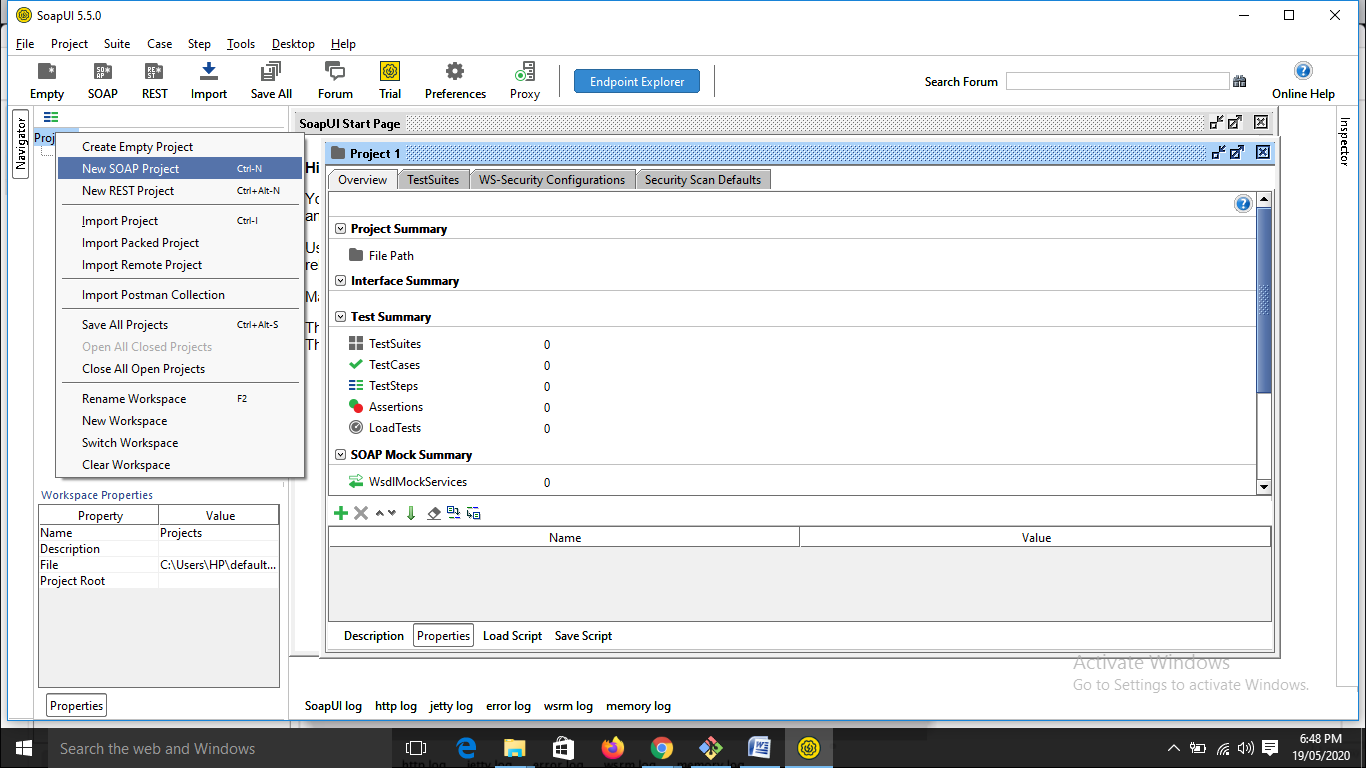 SoapUI 5.5.0
File Project Suite Case Step Tools Desktop Help
Empty SOAP REST Import Save All Forum Trial Preferences Proxy Endpoint Explorer Search Forum Online Help
Navigator
Inspector
Proj
Create Empty Project
New SOAP Project Ctrl-N
New REST Project Ctrl+Alt-N
Import Project Ctrl-I
Import Packed Project
Import Remote Project
Import Postman Collection
Save All Projects Ctrl+Alt-S
Open All Closed Projects
Close All Open Projects
Rename Workspace F2
New Workspace
Switch Workspace
Clear Workspace
Workspace Properties
Property Value
Name Projects
Description
File C:\Users\HP\default...
Project Root
Properties
SoapUI Start Page
Hi
Project 1
Overview TestSuites WS-Security Configurations Security Scan Defaults
Project Summary
File Path
Interface Summary
Test Summary
TestSuites 0
TestCases 0
TestSteps 0
Assertions 0
LoadTests 0
SOAP Mock Summary
WsdlMockServices 0
Name Value
Description Properties Load Script Save Script
Activate Windows
Go to Settings to activate Windows.
SoapUI log http log jetty log error log wsrm log memory log
Search the web and Windows
6:48 PM
19/05/2020